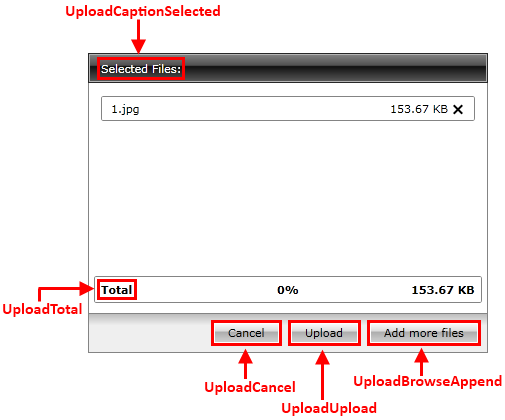 UploadCaptionSelected
Selected Files:
1.jpg 153.67 KB
Total 0% 153.67 KB
UploadTotal
Cancel Upload Add more files
UploadCancel
UploadBrowseAppend
UploadUpload